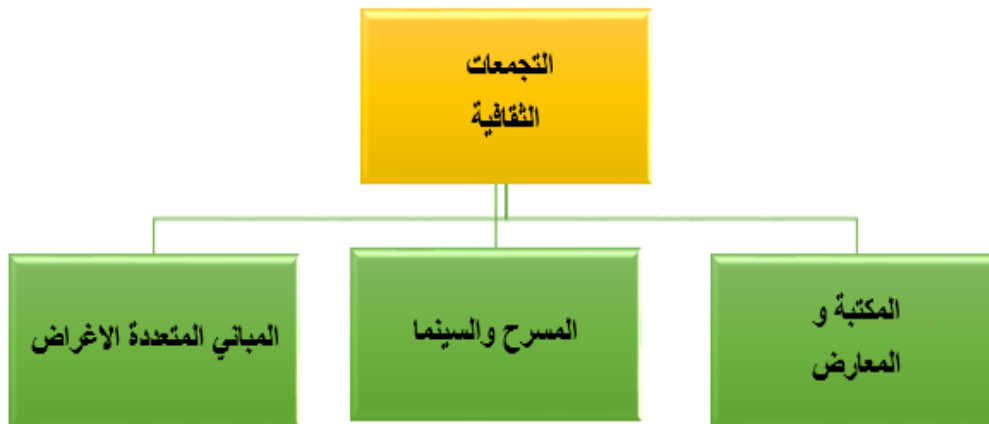 التجمعات
الثقافية
المكتبة و
المعارض
المسرح والسينما
المباني المتعددة الاغراض